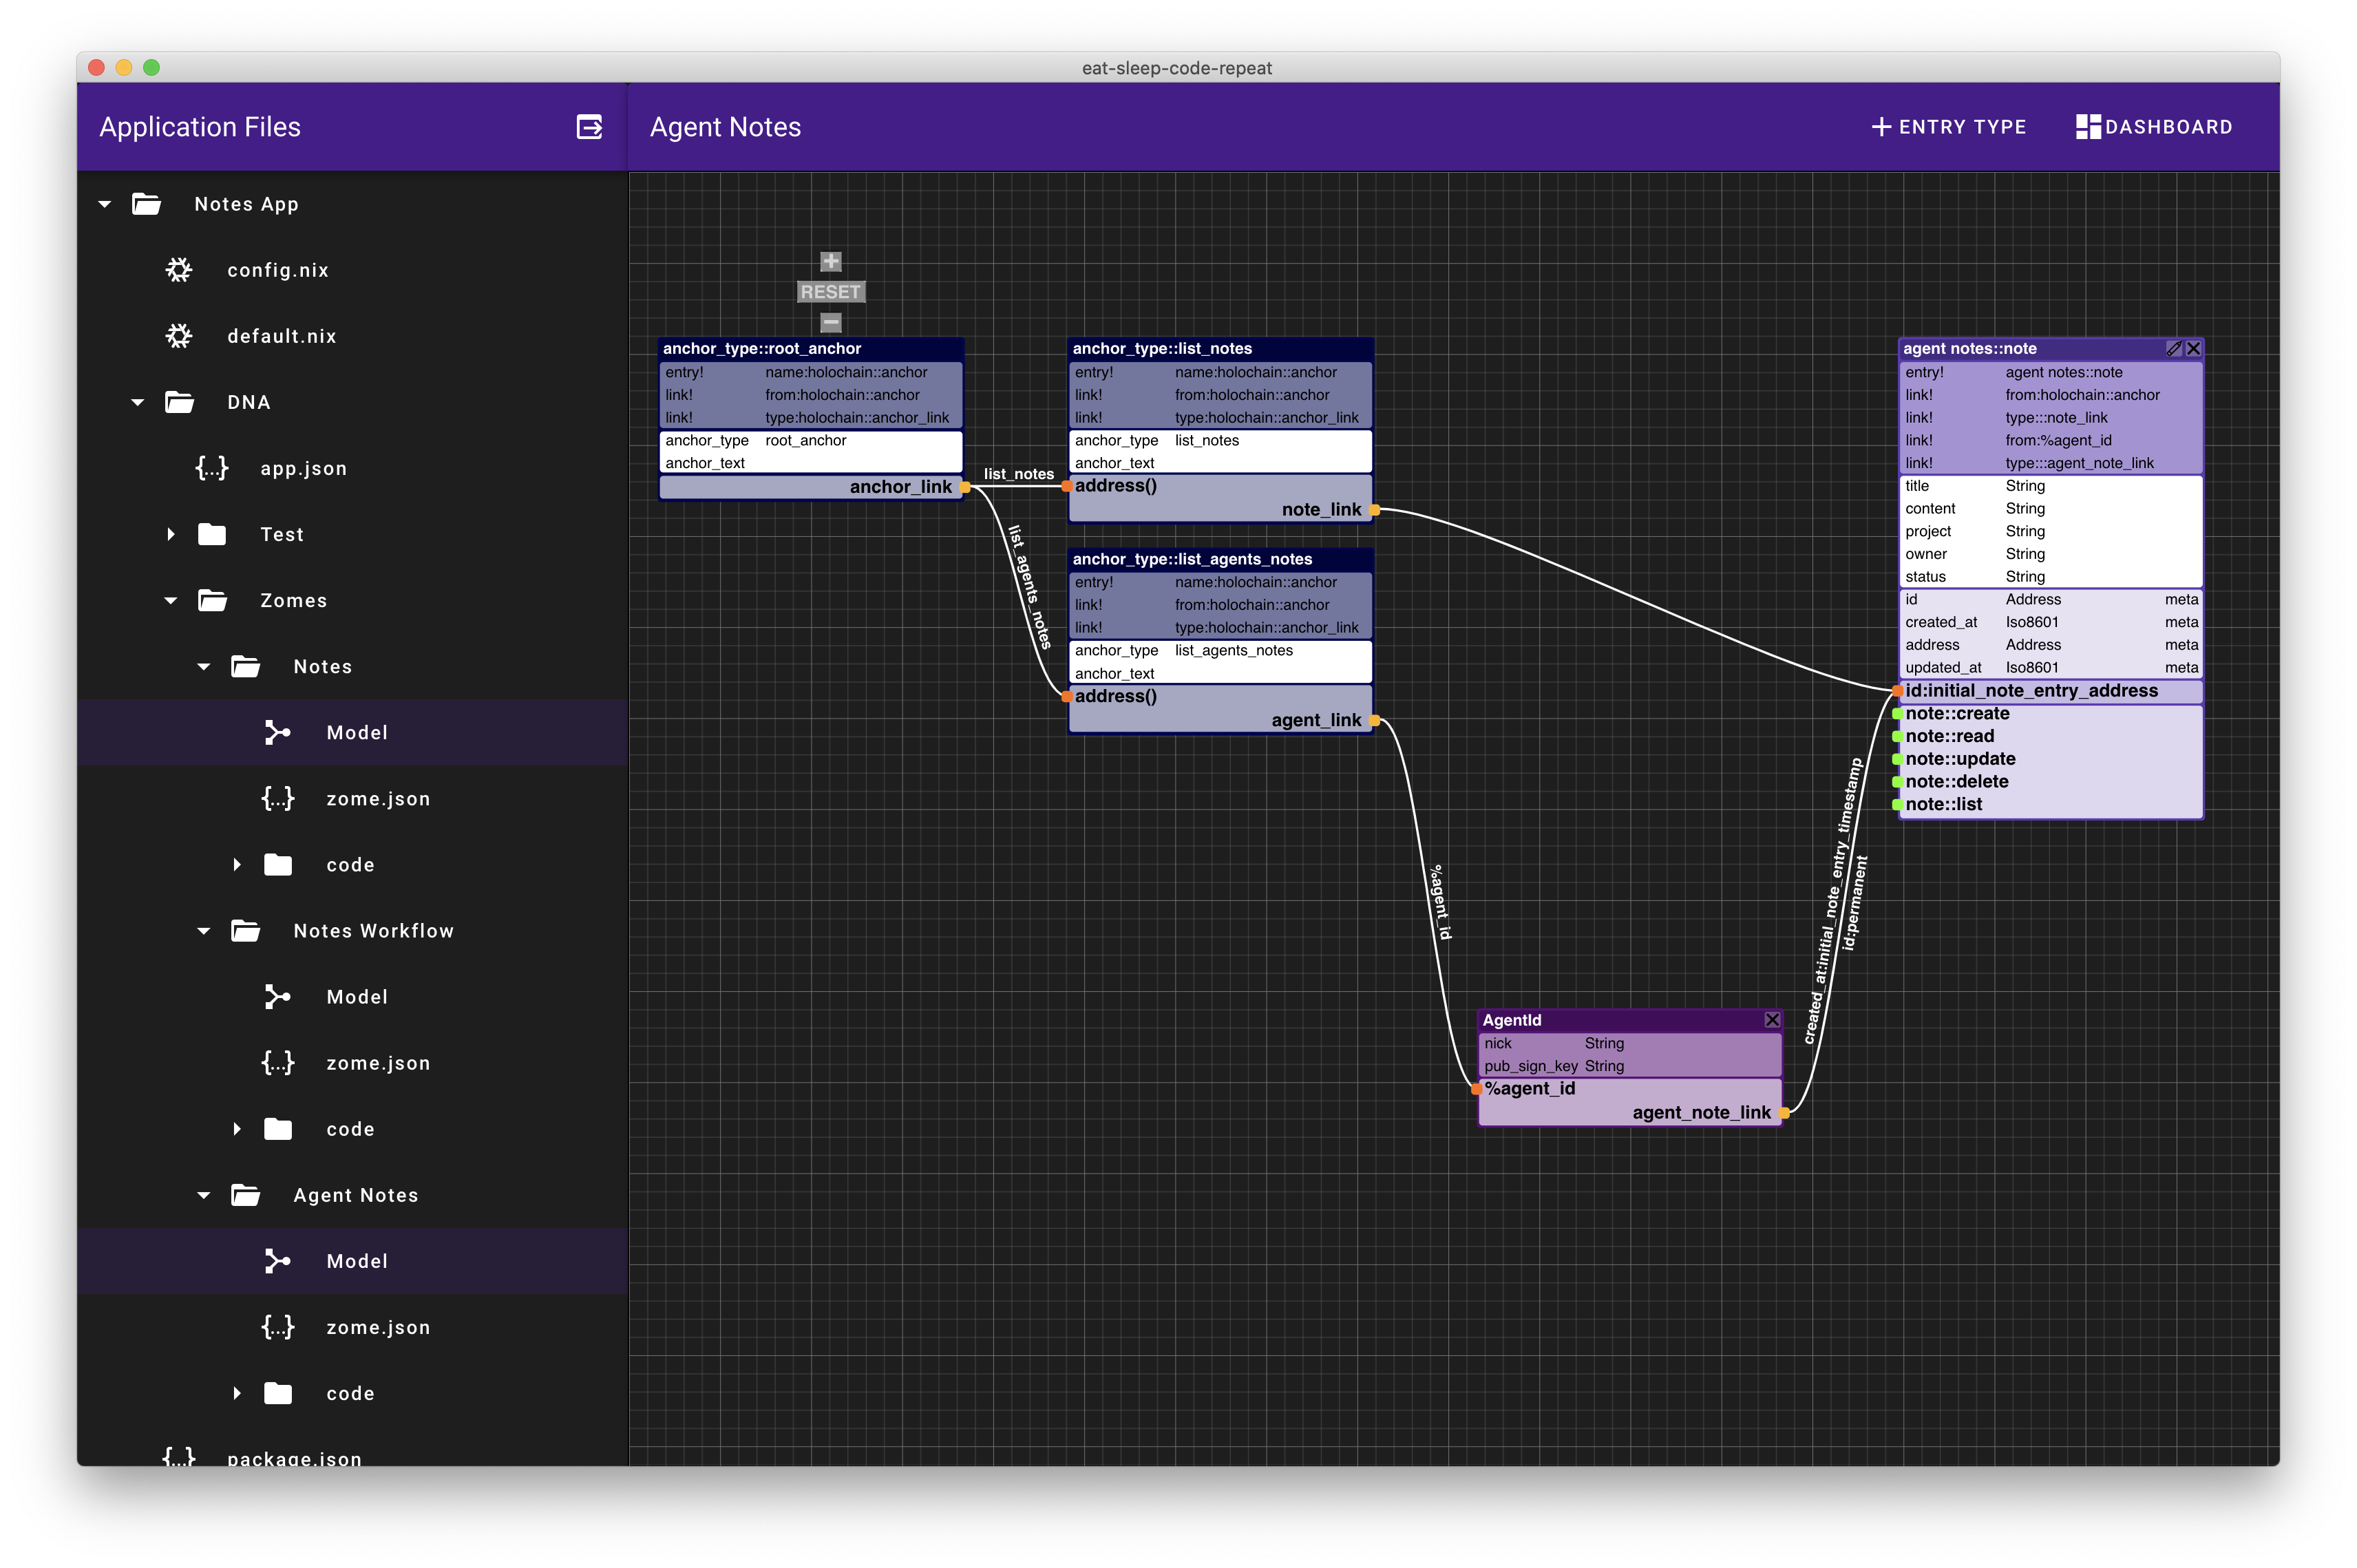 eat-sleep-code-repeat
Application Files
Notes App
config.nix
default.nix
DNA
{...} app.json
Test
Zomes
Notes
Model
{...} zome.json
code
Notes Workflow
Model
{...} zome.json
code
Agent Notes
Model
{...} zome.json
code
{...} package.json
Agent Notes
+ ENTRY TYPE
DASHBOARD
+
RESET
−
anchor_type::root_anchor
entry! name:holochain::anchor
link! from:holochain::anchor
link! type:holochain::anchor_link
anchor_type root_anchor
anchor_text
anchor_link
list_notes
list_agents_notes
anchor_type::list_notes
entry! name:holochain::anchor
link! from:holochain::anchor
link! type:holochain::anchor_link
anchor_type list_notes
anchor_text
address()
note_link
anchor_type::list_agents_notes
entry! name:holochain::anchor
link! from:holochain::anchor
link! type:holochain::anchor_link
anchor_type list_agents_notes
anchor_text
address()
agent_link
%agent_id
AgentId
nick String
pub_sign_key String
%agent_id
agent_note_link
created_at:initial_note_entry_timestamp
id:permanent
agent notes::note
entry! agent notes::note
link! from:holochain::anchor
link! type:::note_link
link! from:%agent_id
link! type:::agent_note_link
title String
content String
project String
owner String
status String
id Address meta
created_at Iso8601 meta
address Address meta
updated_at Iso8601 meta
id:initial_note_entry_address
note::create
note::read
note::update
note::delete
note::list